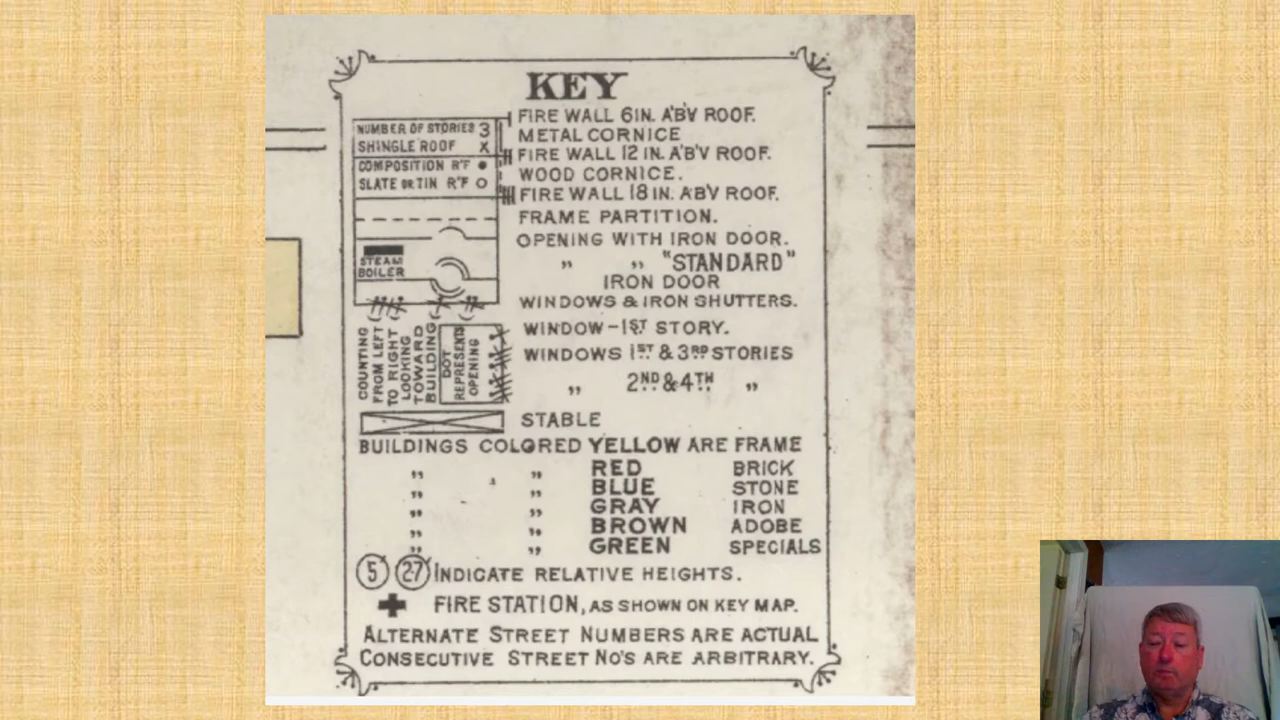 KEY
FIRE WALL 6 IN. A'B'V ROOF.
NUMBER OF STORIES 3
METAL CORNICE
SHINGLE ROOF X
FIRE WALL 12 IN. A'B'V ROOF.
COMPOSITION R'F ●
WOOD CORNICE.
SLATE OR TIN R'F O
FIRE WALL 18 IN. A'B'V ROOF.
FRAME PARTITION.
OPENING WITH IRON DOOR.
STEAM
BOILER
„ „ "STANDARD"
IRON DOOR
WINDOWS & IRON SHUTTERS.
COUNTING
FROM LEFT
TO RIGHT
LOOKING
TOWARD
BUILDING
DOT
REPRESENTS
OPENING
WINDOW - 1ST STORY.
WINDOWS 1ST & 3RD STORIES
„ 2ND & 4TH „
STABLE
BUILDINGS COLORED YELLOW ARE FRAME
„ „ RED BRICK
„ „ BLUE STONE
„ „ GRAY IRON
„ „ BROWN ADOBE
„ „ GREEN SPECIALS
5' 27' INDICATE RELATIVE HEIGHTS.
✚ FIRE STATION, AS SHOWN ON KEY MAP.
ALTERNATE STREET NUMBERS ARE ACTUAL
CONSECUTIVE STREET NO'S ARE ARBITRARY.